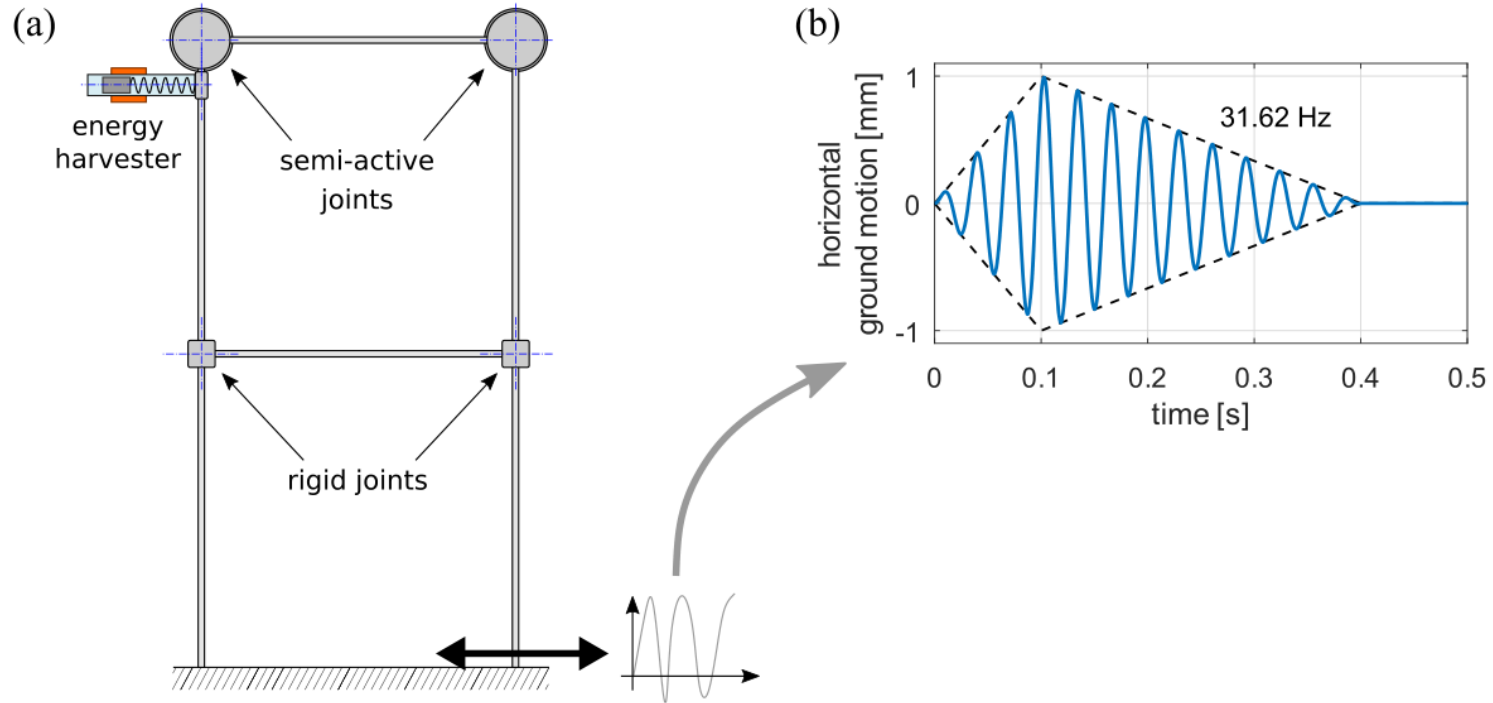 (a)
energy
harvester
semi-active
joints
rigid joints
(b)
horizontal
ground motion [mm]
1
0
-1
31.62 Hz
0
0.1
0.2
0.3
0.4
0.5
time [s]